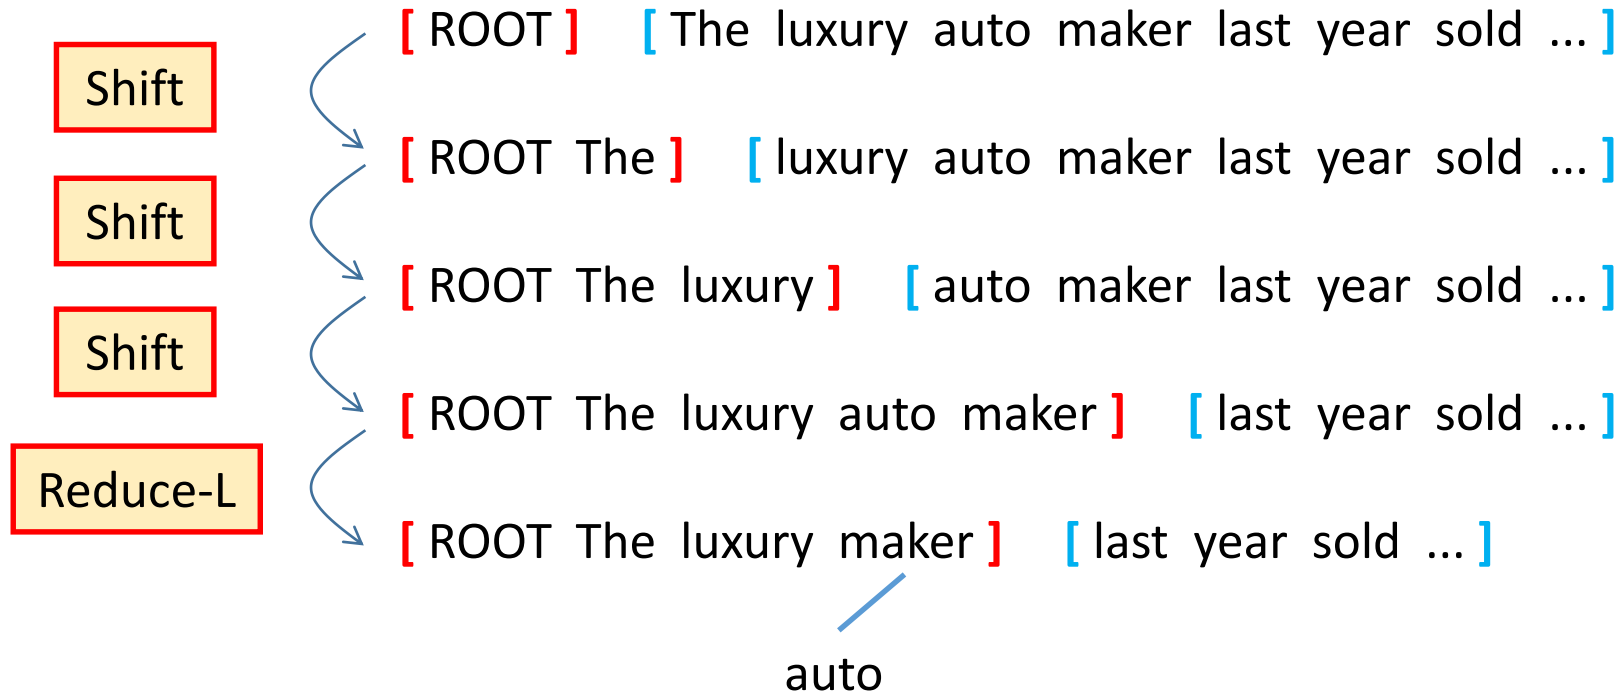 [ ROOT ] [ The luxury auto maker last year sold ... ]
Shift
[ ROOT The ] [ luxury auto maker last year sold ... ]
Shift
[ ROOT The luxury ] [ auto maker last year sold ... ]
Shift
[ ROOT The luxury auto maker ] [ last year sold ... ]
Reduce-L
[ ROOT The luxury maker ] [ last year sold ... ]
auto